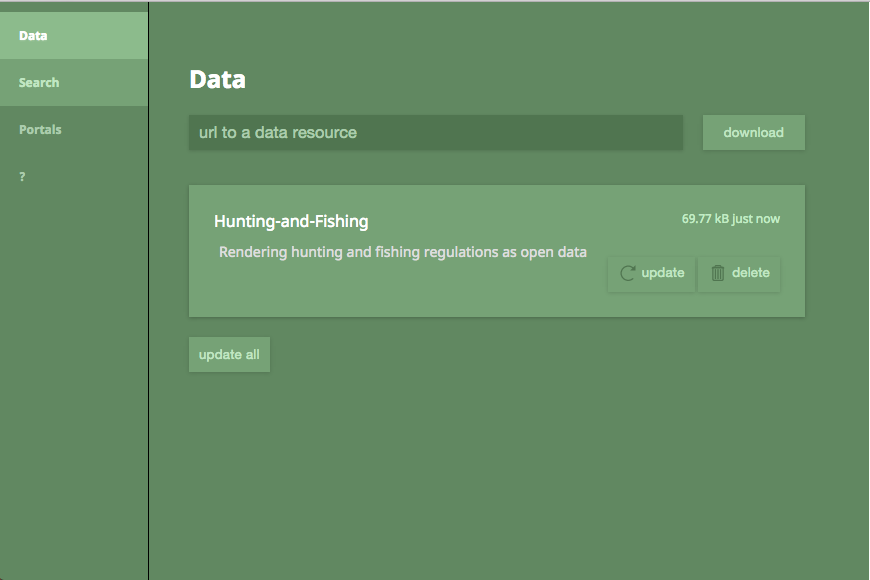 Data
Search
Portals
?
Data
url to a data resource
download
Hunting-and-Fishing
69.77 kB just now
Rendering hunting and fishing regulations as open data
update
delete
update all